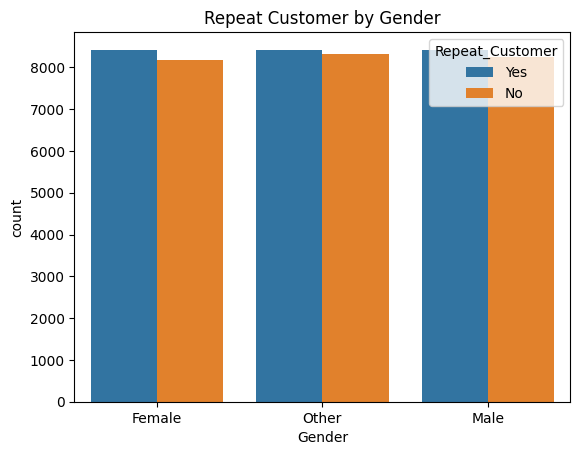 Repeat Customer by Gender
Repeat_Customer
Yes
No
8000
7000
6000
5000
4000
3000
2000
1000
0
count
Female Other Male
Gender